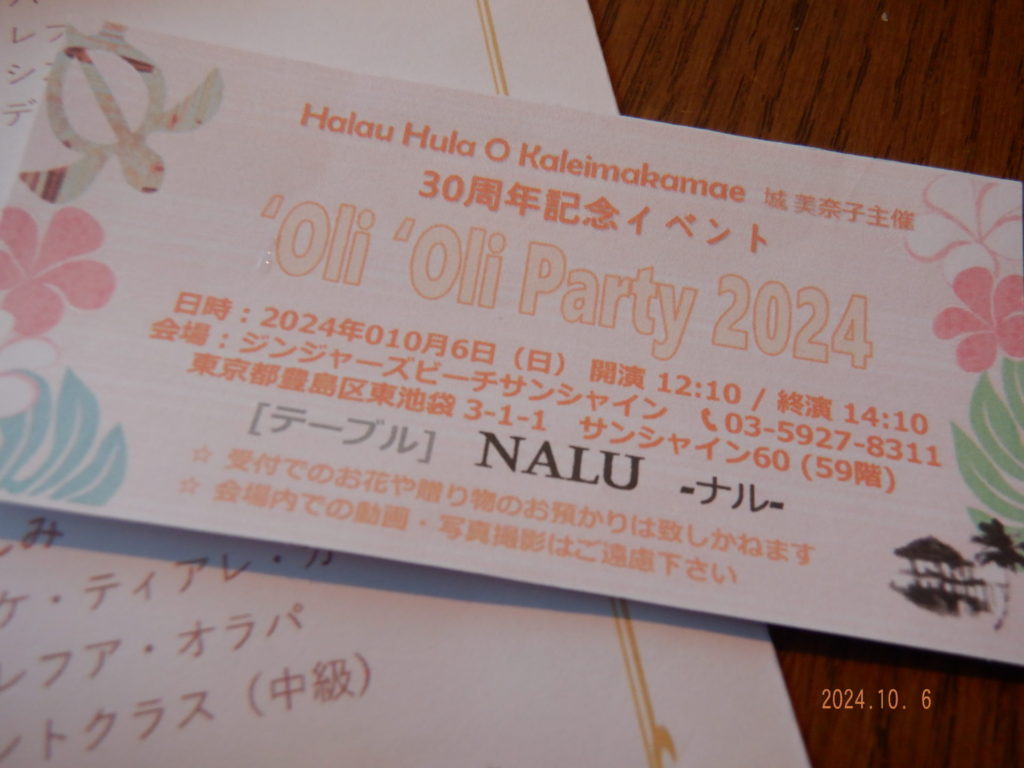 レフ
シ
デ
Halau Hula O Kaleimakamae 城 美奈子主催
30周年記念イベント
'Oli 'Oli Party 2024
日時：2024年010月6日（日） 開演 12:10 / 終演 14:10
会場：ジンジャーズビーチサンシャイン 📞03-5927-8311
東京都豊島区東池袋 3-1-1 サンシャイン60 (59階)
[テーブル] NALU -ナル-
☆ 受付でのお花や贈り物のお預かりは致しかねます
☆ 会場内での動画・写真撮影はご遠慮下さい
み
ケ・ティアレ・カ
レフア・オラパ
ントクラス（中級）
2024.10. 6